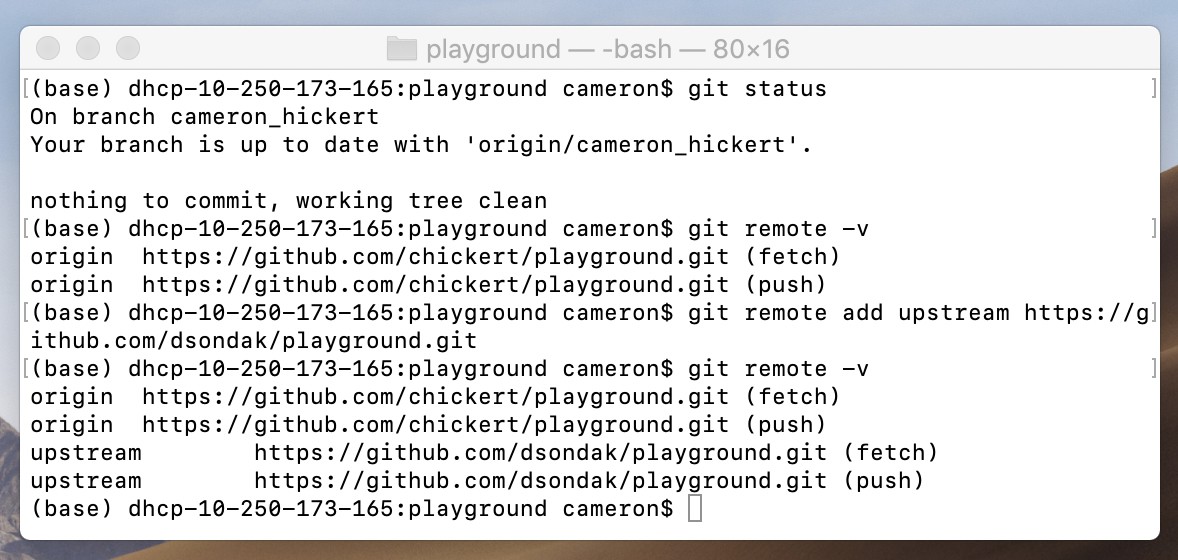 playground — -bash — 80×16
[(base) dhcp-10-250-173-165:playground cameron$ git status ]
On branch cameron_hickert
Your branch is up to date with 'origin/cameron_hickert'.
nothing to commit, working tree clean
[(base) dhcp-10-250-173-165:playground cameron$ git remote -v ]
origin  https://github.com/chickert/playground.git (fetch)
origin  https://github.com/chickert/playground.git (push)
[(base) dhcp-10-250-173-165:playground cameron$ git remote add upstream https://g]
ithub.com/dsondak/playground.git
[(base) dhcp-10-250-173-165:playground cameron$ git remote -v ]
origin  https://github.com/chickert/playground.git (fetch)
origin  https://github.com/chickert/playground.git (push)
upstream        https://github.com/dsondak/playground.git (fetch)
upstream        https://github.com/dsondak/playground.git (push)
(base) dhcp-10-250-173-165:playground cameron$